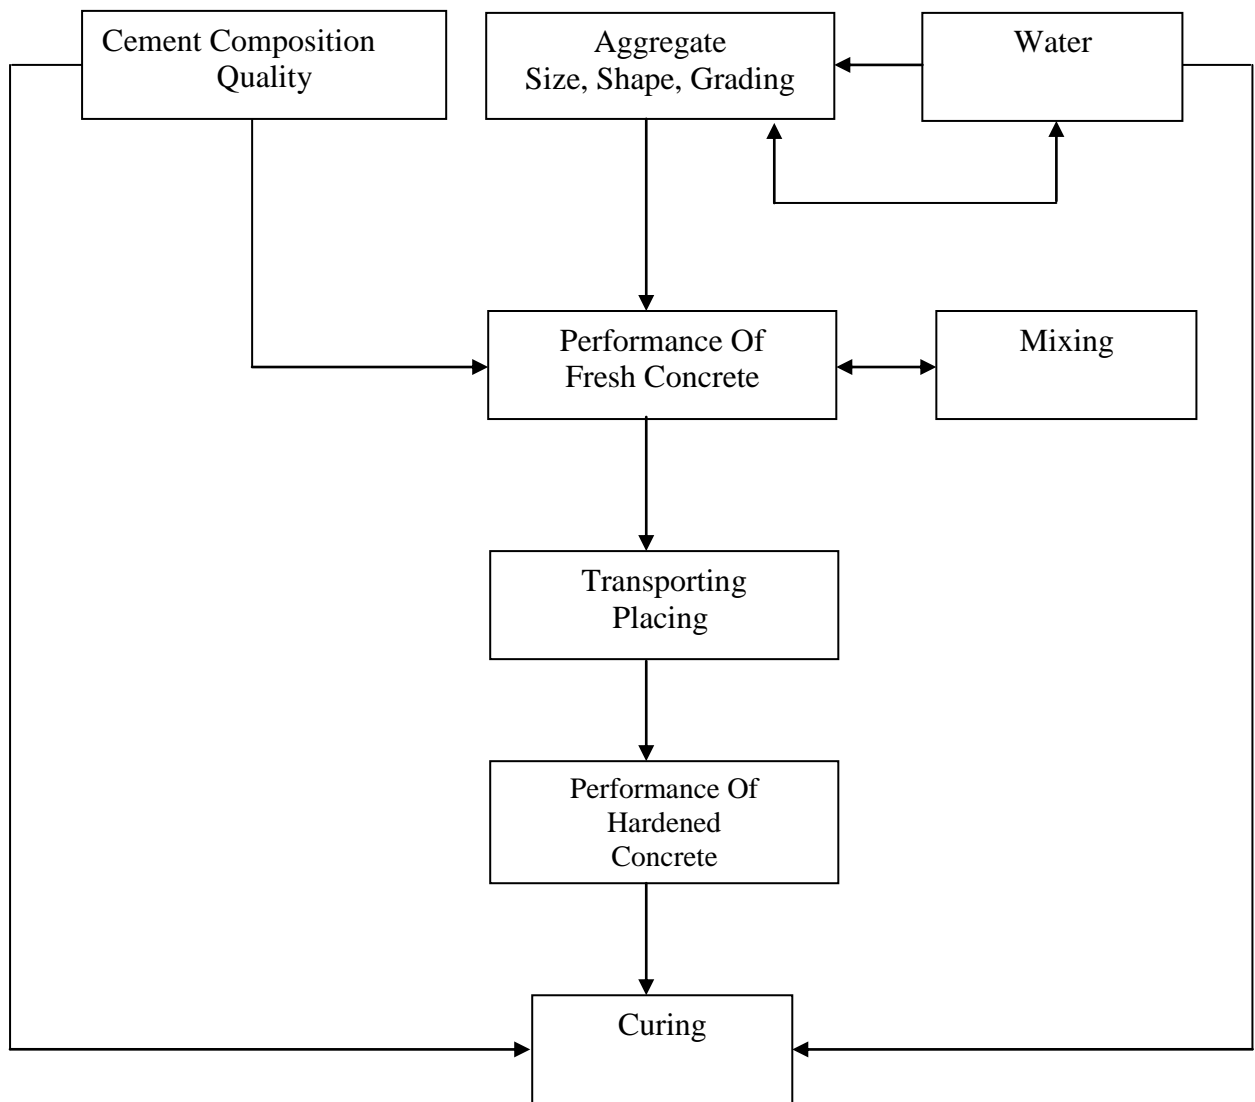 Cement Composition
Quality
Aggregate
Size, Shape, Grading
Water
Performance Of
Fresh Concrete
Mixing
Transporting
Placing
Performance Of
Hardened
Concrete
Curing